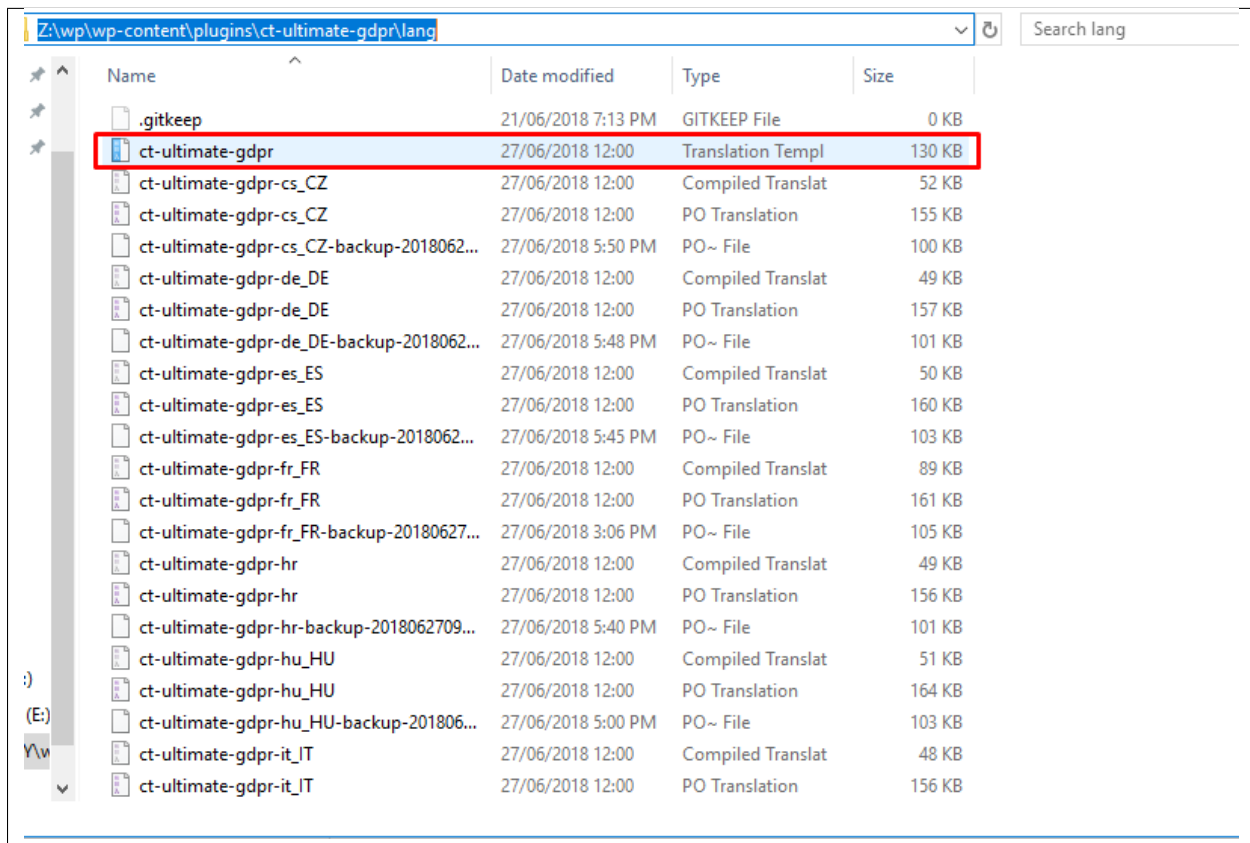 Z:\wp\wp-content\plugins\ct-ultimate-gdpr\lang Search lang
Name Date modified Type Size
.gitkeep 21/06/2018 7:13 PM GITKEEP File 0 KB
ct-ultimate-gdpr 27/06/2018 12:00 Translation Templ 130 KB
ct-ultimate-gdpr-cs_CZ 27/06/2018 12:00 Compiled Translat 52 KB
ct-ultimate-gdpr-cs_CZ 27/06/2018 12:00 PO Translation 155 KB
ct-ultimate-gdpr-cs_CZ-backup-2018062... 27/06/2018 5:50 PM PO~ File 100 KB
ct-ultimate-gdpr-de_DE 27/06/2018 12:00 Compiled Translat 49 KB
ct-ultimate-gdpr-de_DE 27/06/2018 12:00 PO Translation 157 KB
ct-ultimate-gdpr-de_DE-backup-2018062... 27/06/2018 5:48 PM PO~ File 101 KB
ct-ultimate-gdpr-es_ES 27/06/2018 12:00 Compiled Translat 50 KB
ct-ultimate-gdpr-es_ES 27/06/2018 12:00 PO Translation 160 KB
ct-ultimate-gdpr-es_ES-backup-2018062... 27/06/2018 5:45 PM PO~ File 103 KB
ct-ultimate-gdpr-fr_FR 27/06/2018 12:00 Compiled Translat 89 KB
ct-ultimate-gdpr-fr_FR 27/06/2018 12:00 PO Translation 161 KB
ct-ultimate-gdpr-fr_FR-backup-20180627... 27/06/2018 3:06 PM PO~ File 105 KB
ct-ultimate-gdpr-hr 27/06/2018 12:00 Compiled Translat 49 KB
ct-ultimate-gdpr-hr 27/06/2018 12:00 PO Translation 156 KB
ct-ultimate-gdpr-hr-backup-2018062709... 27/06/2018 5:40 PM PO~ File 101 KB
ct-ultimate-gdpr-hu_HU 27/06/2018 12:00 Compiled Translat 51 KB
:)
ct-ultimate-gdpr-hu_HU 27/06/2018 12:00 PO Translation 164 KB
(E:) ct-ultimate-gdpr-hu_HU-backup-201806... 27/06/2018 5:00 PM PO~ File 103 KB
ct-ultimate-gdpr-it_IT 27/06/2018 12:00 Compiled Translat 48 KB
ct-ultimate-gdpr-it_IT 27/06/2018 12:00 PO Translation 156 KB